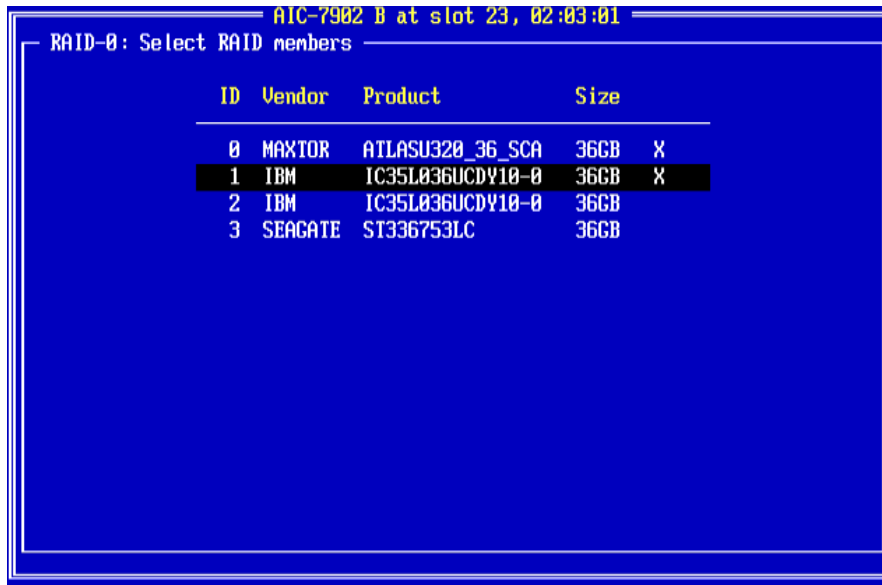 AIC-7902 B at slot 23, 02:03:01
RAID-0: Select RAID members
ID Vendor Product Size
0 MAXTOR ATLASU320_36_SCA 36GB X
1 IBM IC35L036UCDY10-0 36GB X
2 IBM IC35L036UCDY10-0 36GB
3 SEAGATE ST336753LC 36GB